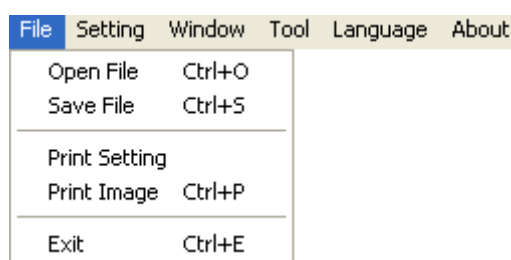 File Setting Window Tool Language About
Open File Ctrl+O
Save File Ctrl+S
Print Setting
Print Image Ctrl+P
Exit Ctrl+E